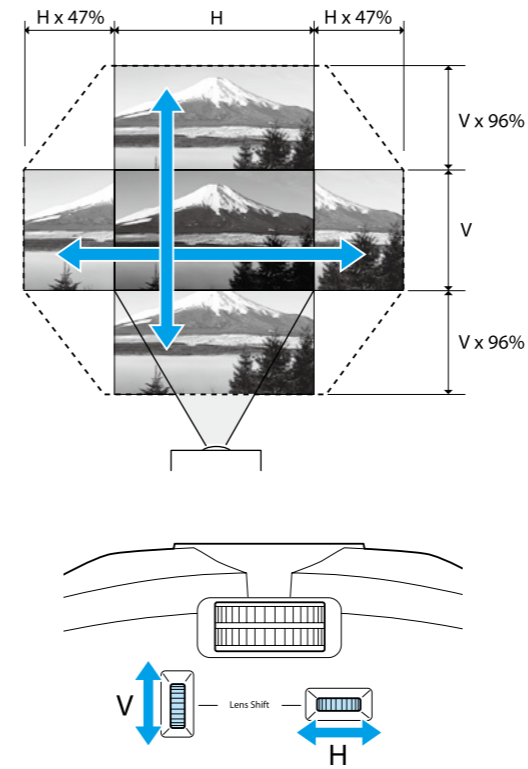 H x 47% H H x 47%
V x 96%
V
V x 96%
V
Lens Shift
H